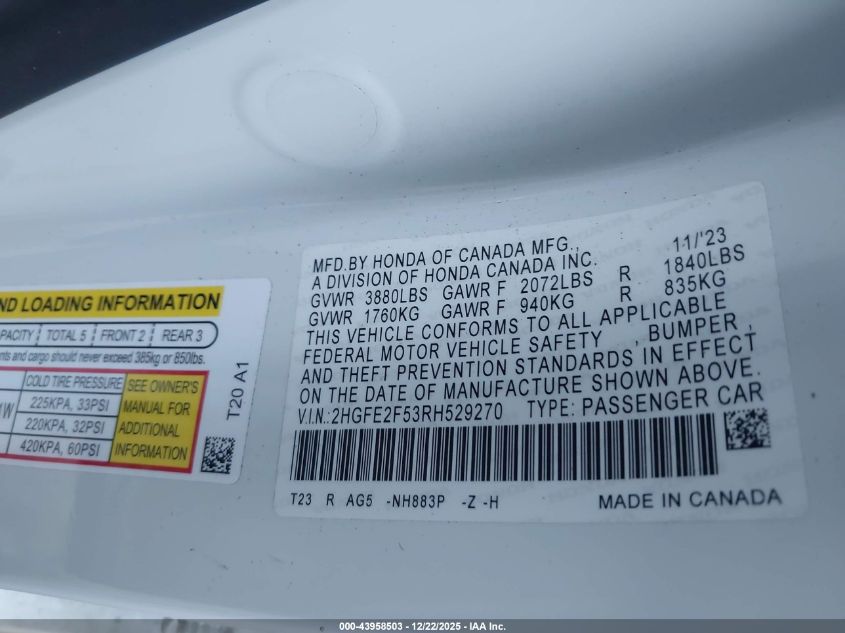 MFD.BY HONDA OF CANADA MFG., 11/'23
A DIVISION OF HONDA CANADA INC.
GVWR 3880LBS GAWR F 2072LBS R 1840LBS
GVWR 1760KG GAWR F 940KG R 835KG
THIS VEHICLE CONFORMS TO ALL APPLICABLE
FEDERAL MOTOR VEHICLE SAFETY , BUMPER ,
AND THEFT PREVENTION STANDARDS IN EFFECT
ON THE DATE OF MANUFACTURE SHOWN ABOVE.
V.I.N.:2HGFE2F53RH529270 TYPE: PASSENGER CAR
T23 R AG5 -NH883P -Z -H MADE IN CANADA
ND LOADING INFORMATION
APACITY TOTAL 5 FRONT 2 REAR 3
nts and cargo should never exceed 385kg or 850lbs.
COLD TIRE PRESSURE SEE OWNER'S
225KPA, 33PSI MANUAL FOR
220KPA, 32PSI ADDITIONAL
420KPA, 60PSI INFORMATION
T20 A1
000-43958503 - 12/22/2025 - IAA Inc.